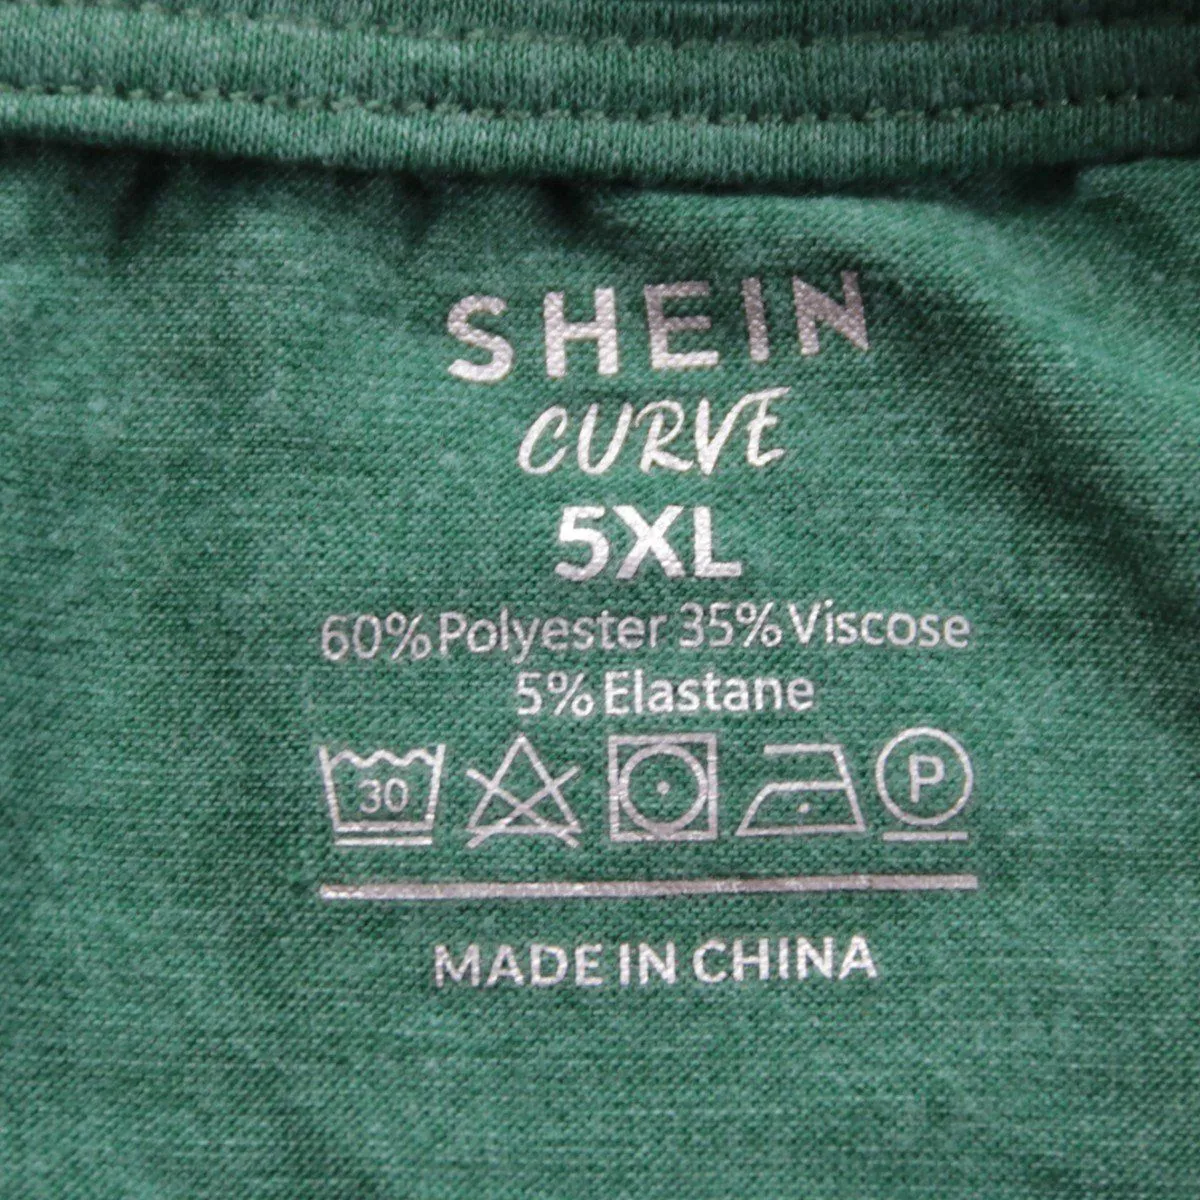 SHEIN
CURVE
5XL
60%Polyester 35%Viscose
5%Elastane
30 P
MADE IN CHINA